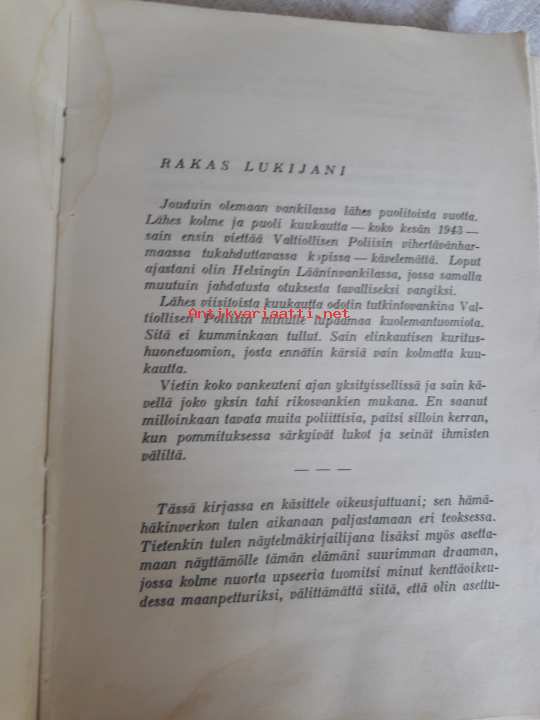 RAKAS LUKIJANI
Jouduin olemaan vankilassa lähes puolitoista vuotta.
Lähes kolme ja puoli kuukautta — koko kesän 1943 —
sain ensin viettää Valtiollisen Poliisin vihertävänhar-
maassa tukahduttavassa kopissa — kävelemättä. Loput
ajastani olin Helsingin Lääninvankilassa, jossa samalla
muutuin jahdatusta otuksesta tavalliseksi vangiksi.
Lähes viisitoista kuukautta odotin tutkintovankina Val-
tiollisen Poliisin minulle lupaamaa kuolemantuomiota.
Antikvariaatti.net
Sitä ei kumminkaan tullut. Sain elinkautisen kuritus-
huonetuomion, josta ennätin kärsiä vain kolmatta kuu-
kautta.
Vietin koko vankeuteni ajan yksityissellissä ja sain kä-
vellä joko yksin tahi rikosvankien mukana. En saanut
milloinkaan tavata muita poliittisia, paitsi silloin kerran,
kun pommituksessa särkyivät lukot ja seinät ihmisten
väliltä.
— — —
Tässä kirjassa en käsittele oikeusjuttuani; sen hämä-
häkinverkon tulen aikanaan paljastamaan eri teoksessa.
Tietenkin tulen näytelmäkirjailijana lisäksi myös asetta-
maan näyttämölle tämän elämäni suurimman draaman,
jossa kolme nuorta upseeria tuomitsi minut kenttäoikeu-
dessa maanpetturiksi, välittämättä siitä, että olin asettu-